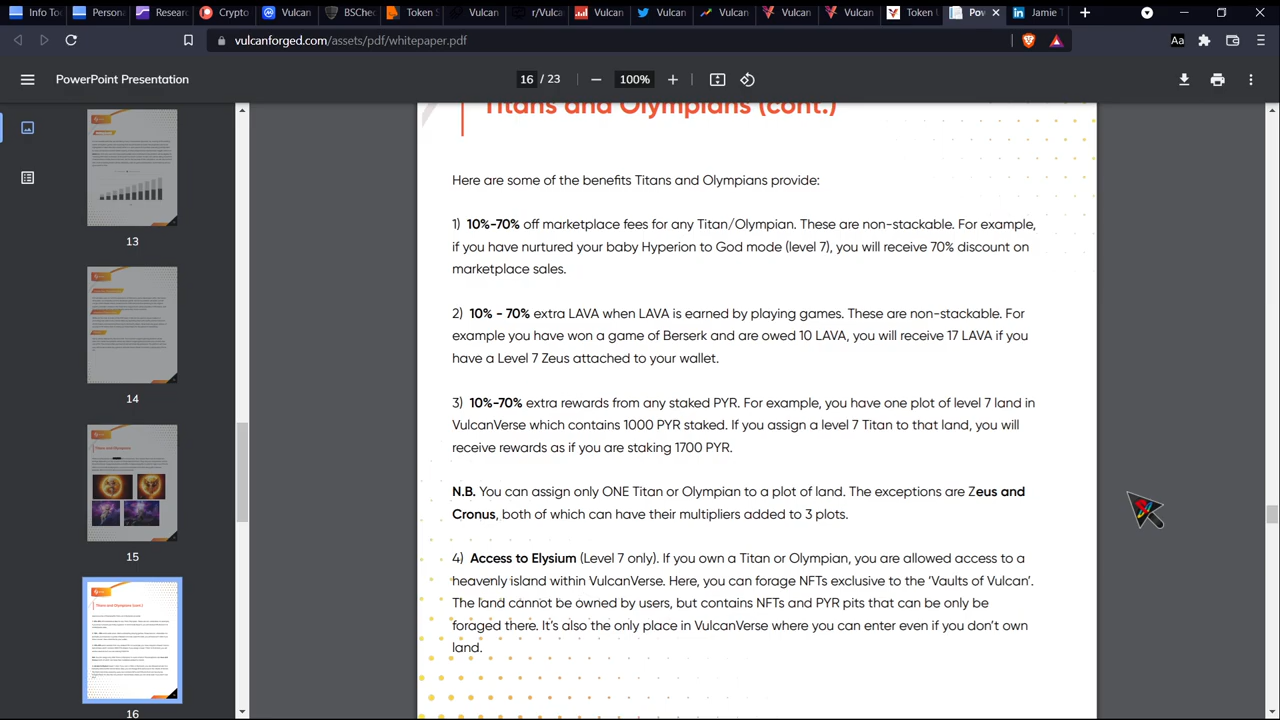 Info To
Persona
Resear
Crypto
Vulcan
BSChec
Token S
Vulcan
r/vulca
Vulcan
Vulcan
Vulcan
Vulcan
Vulcan
Token U
Pow
Jamie T
vulcanforged.com/assets/pdf/whitepaper.pdf
PowerPoint Presentation
16 / 23
100%
13
14
15
16
Titans and Olympians (cont.)
Here are some of the benefits Titans and Olympians provide:
1) 10%-70% off marketplace fees for any Titan/Olympian. These are non-stackable. For example,
if you have nurtured your baby Hyperion to God mode (level 7), you will receive 70% discount on
marketplace sales.
2) 10% - 70% extra LAVA when LAVA is earned by playing games. These are non-stackable. For
example, you have won a game of Berserk and are owed 10 LAVA, you will receive 17 LAVA if you
have a Level 7 Zeus attached to your wallet.
3) 10%-70% extra rewards from any staked PYR. For example, you have one plot of level 7 land in
VulcanVerse which contains 1000 PYR staked. If you assign a level 7 Titan to that land, you will
receive rewards as if you are staking 1700 PYR.
N.B. You can assign only ONE Titan or Olympian to a plot of land. The exceptions are Zeus and
Cronus, both of which can have their multipliers added to 3 plots.
4) Access to Elysium (Level 7 only). If you own a Titan or Olympian, you are allowed access to a
heavenly island within VulcanVerse. Here, you can forage 10% more to the 'Vaults of Vulcan'.
This land cannot be owned by users, but contains NFTs and loots that can be only be
foraged there. It is also the only place in VulcanVerse where you can enter even if you don't own
land in VulcanVerse.